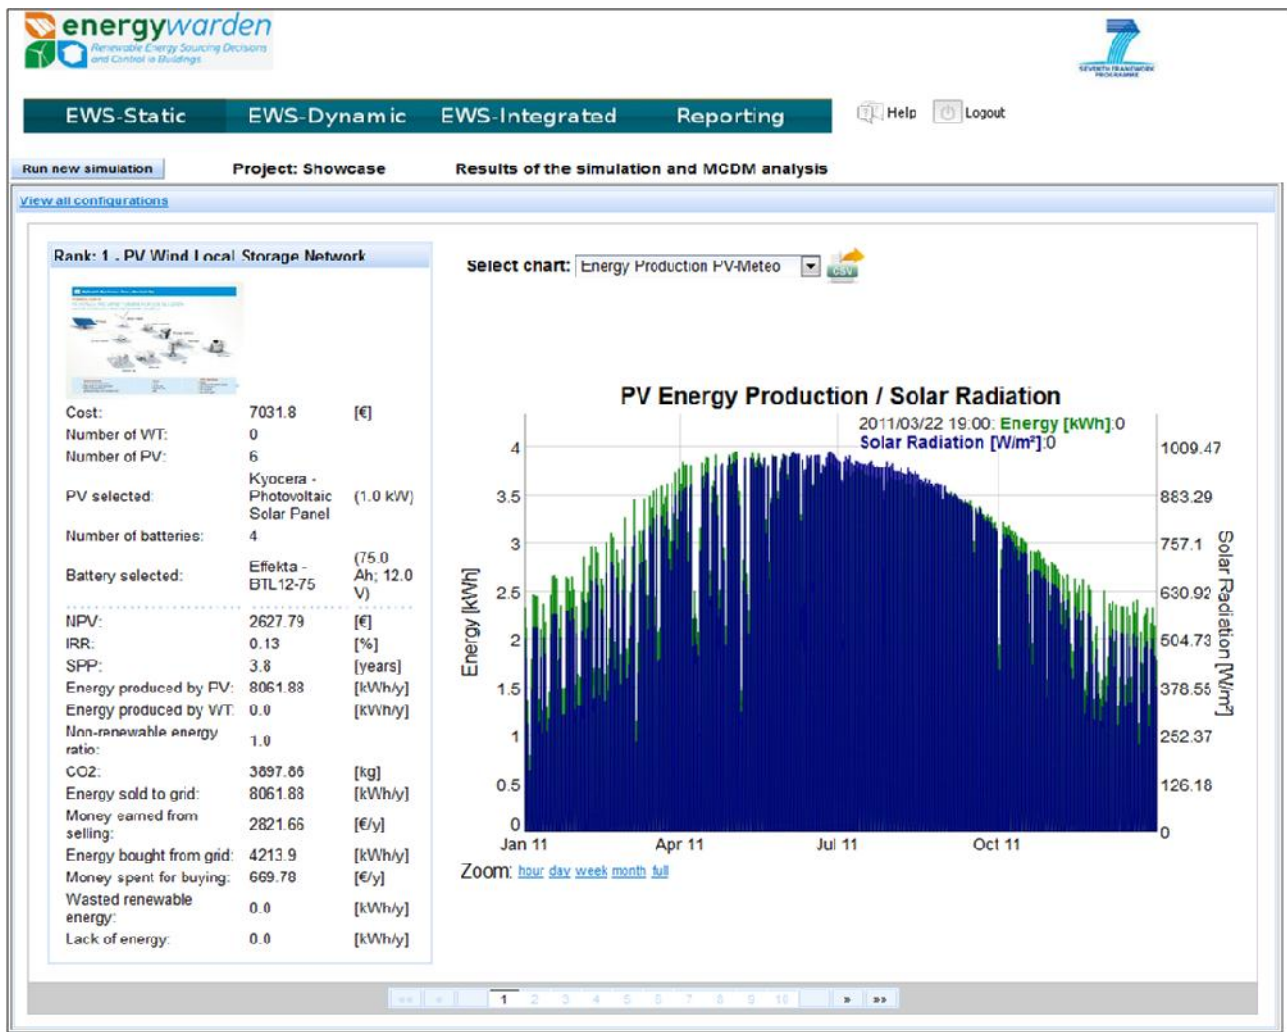 energywarden
Renewable Energy Sourcing Decisions
and Control in Buildings
SEVENTH FRAMEWORK
PROGRAMME
EWS-Static EWS-Dynamic EWS-Integrated Reporting Help Logout
Run new simulation Project: Showcase Results of the simulation and MCDM analysis
View all configurations
Rank: 1 - PV Wind Local Storage Network
Cost: 7031.8 [€]
Number of WT: 0
Number of PV: 6
PV selected: Kyocera - Photovoltaic Solar Panel (1.0 kW)
Number of batteries: 4
Battery selected: Effekta - BTL12-75 (75.0 Ah; 12.0 V)
NPV: 2627.79 [€]
IRR: 0.13 [%]
SPP: 3.8 [years]
Energy produced by PV: 8061.88 [kWh/y]
Energy produced by WT: 0.0 [kWh/y]
Non-renewable energy ratio: 1.0
CO2: 3897.86 [kg]
Energy sold to grid: 8061.88 [kWh/y]
Money earned from selling: 2821.66 [€/y]
Energy bought from grid: 4213.9 [kWh/y]
Money spent for buying: 669.78 [€/y]
Wasted renewable energy: 0.0 [kWh/y]
Lack of energy: 0.0 [kWh/y]
Select chart: Energy Production PV-Meteo CSV
PV Energy Production / Solar Radiation
2011/03/22 19:00: Energy [kWh]:0
Solar Radiation [W/m²]:0
4
3.5
3
2.5
2
1.5
1
0.5
0
Energy [kWh]
1009.47
883.29
757.1
630.92
504.73
378.55
252.37
126.18
0
Solar Radiation [W/m²]
Jan 11 Apr 11 Jul 11 Oct 11
Zoom: hour day week month full
«« « 1 2 3 4 5 6 7 8 9 10 » »»